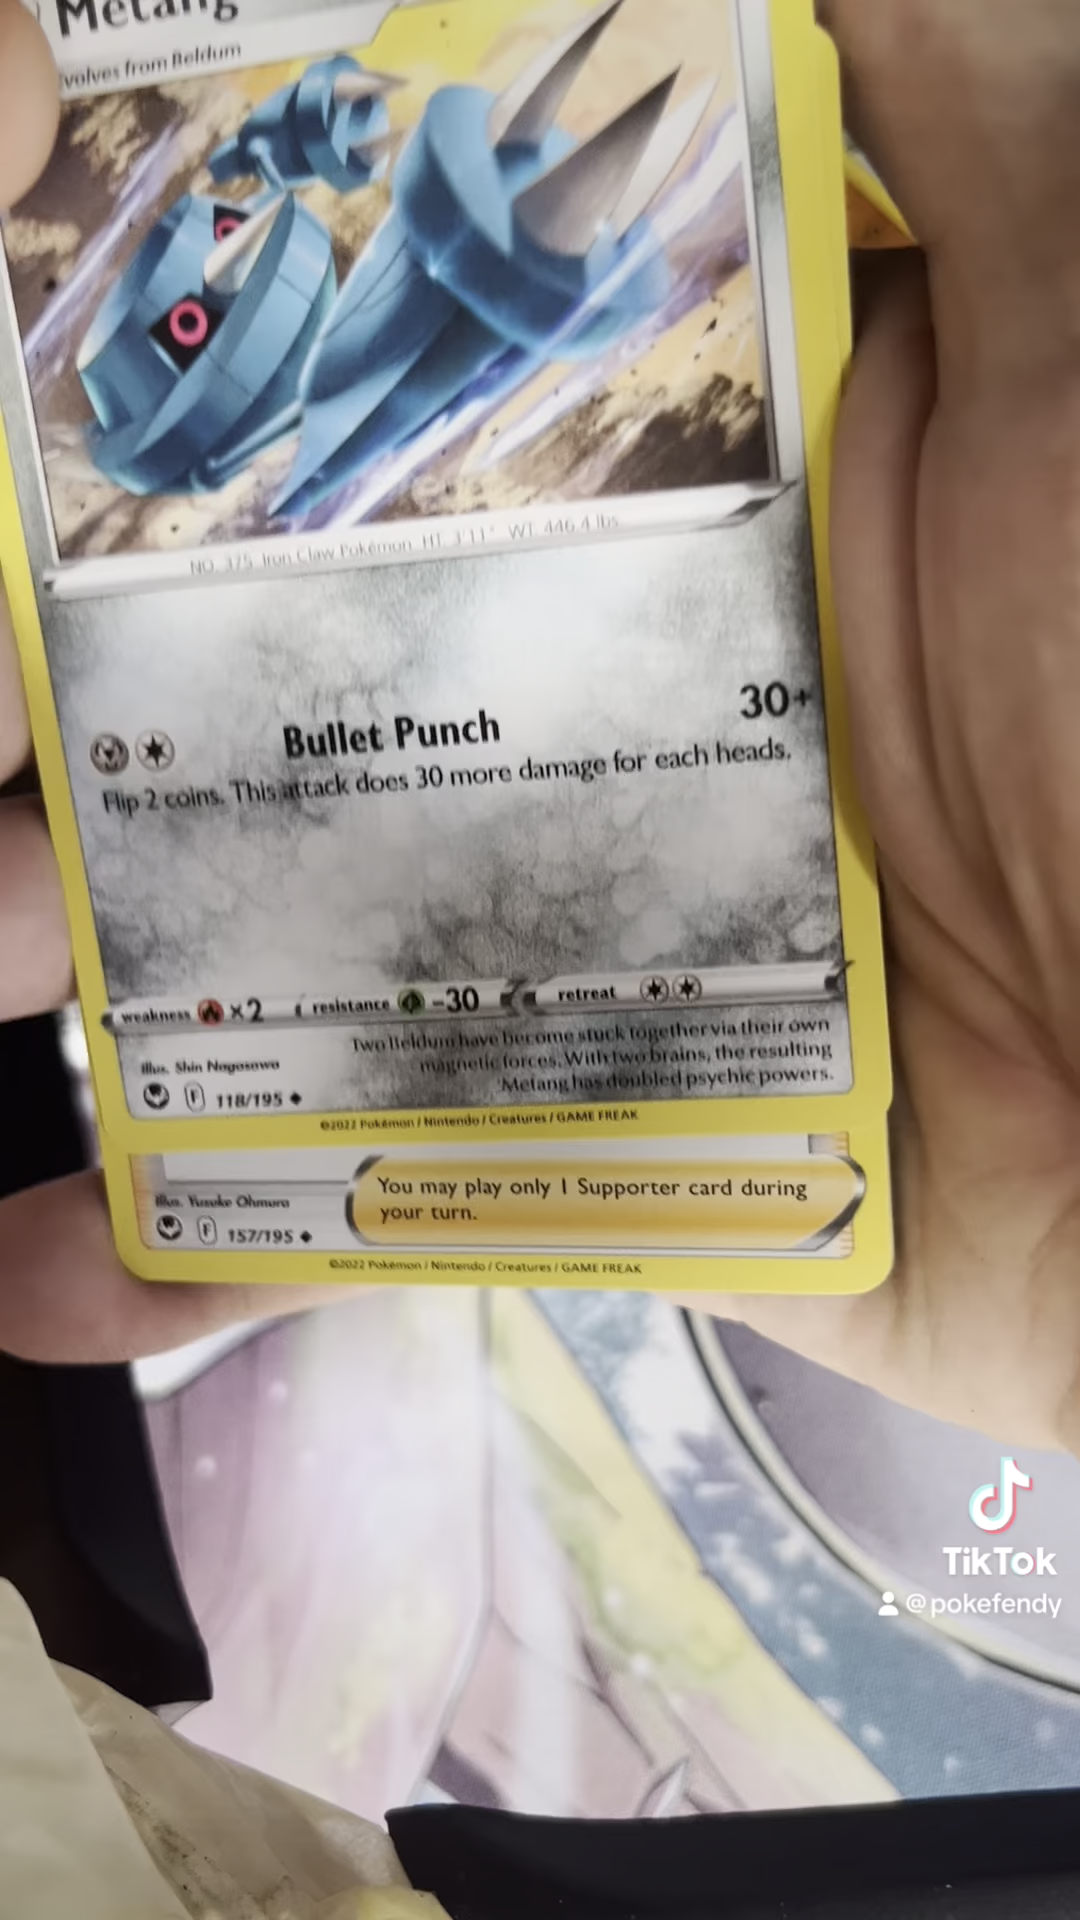 Metang
volves from Beldum
NO. 375 Iron Claw Pokémon HT. 3'11" WT. 446.4 lbs
Bullet Punch 30+
Flip 2 coins. This attack does 30 more damage for each heads.
weakness ×2 resistance -30 retreat
Two Beldum have become stuck together via their own
magnetic forces. With two brains, the resulting
Metang has doubled psychic powers.
Illus. Shin Nagasawa
F 118/195
©2022 Pokémon / Nintendo / Creatures / GAME FREAK
You may play only 1 Supporter card during
your turn.
Illus. Yusuke Ohmura
F 157/195
©2022 Pokémon / Nintendo / Creatures / GAME FREAK
TikTok
@pokefendy